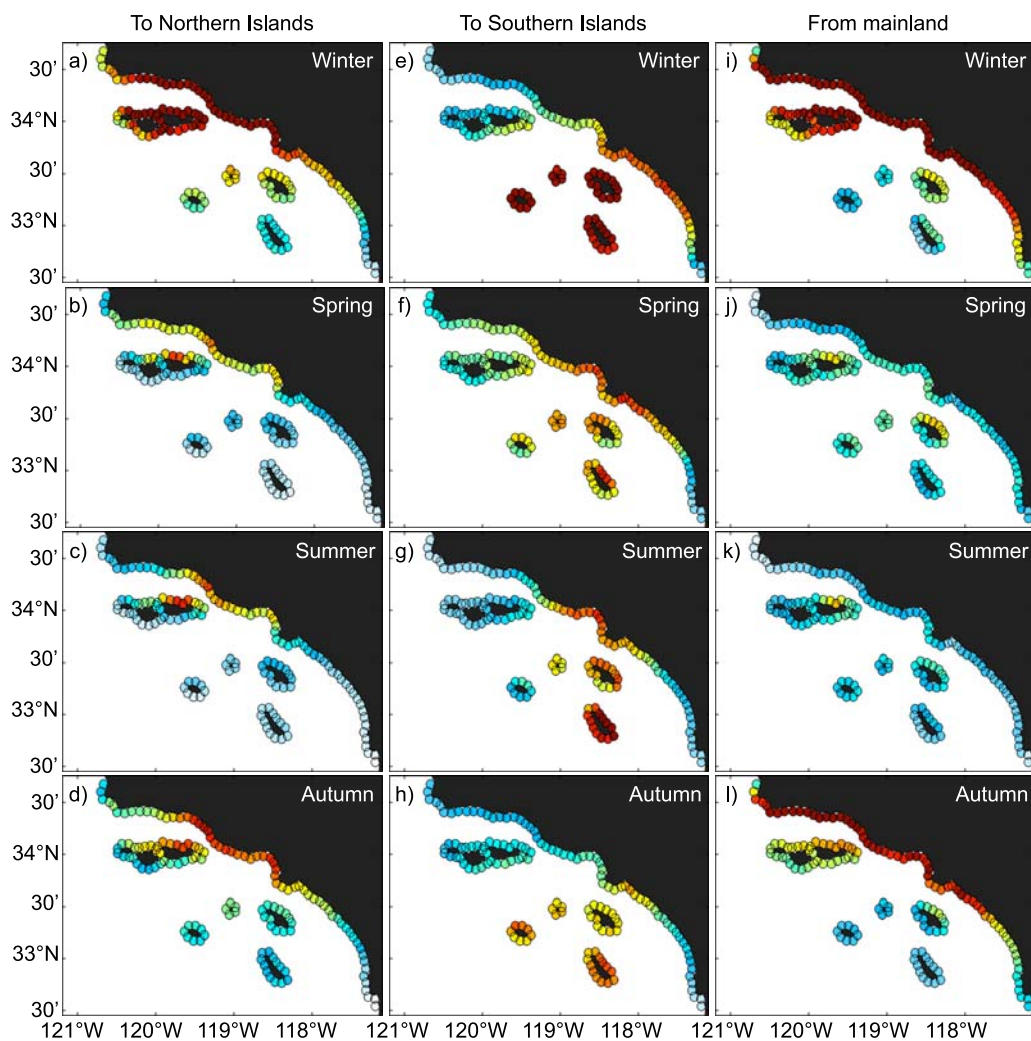 To Northern Islands To Southern Islands From mainland
a) Winter e) Winter i) Winter
30'
34°N
30'
33°N
30'
b) Spring f) Spring j) Spring
30'
34°N
30'
33°N
30'
c) Summer g) Summer k) Summer
30'
34°N
30'
33°N
30'
d) Autumn h) Autumn l) Autumn
30'
34°N
30'
33°N
30'
121°W 120°W 119°W 118°W 121°W 120°W 119°W 118°W 121°W 120°W 119°W 118°W